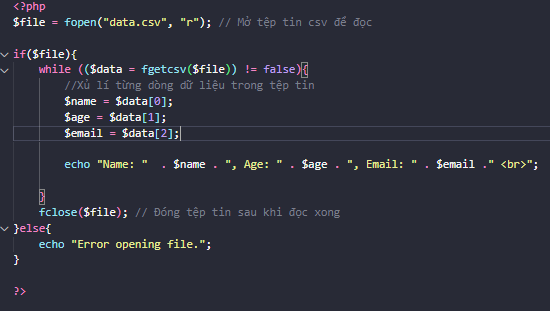 <?php
$file = fopen("data.csv", "r"); // Mở tệp tin csv để đọc
if($file){
while (($data = fgetcsv($file)) != false){
//Xủ lí từng dòng dữ liệu trong tệp tin
$name = $data[0];
$age = $data[1];
$email = $data[2];
echo "Name: "  . $name . ", Age: " . $age . ", Email: " . $email ." <br>";
}
fclose($file); // Đóng tệp tin sau khi đọc xong
}else{
echo "Error opening file.";
}
?>